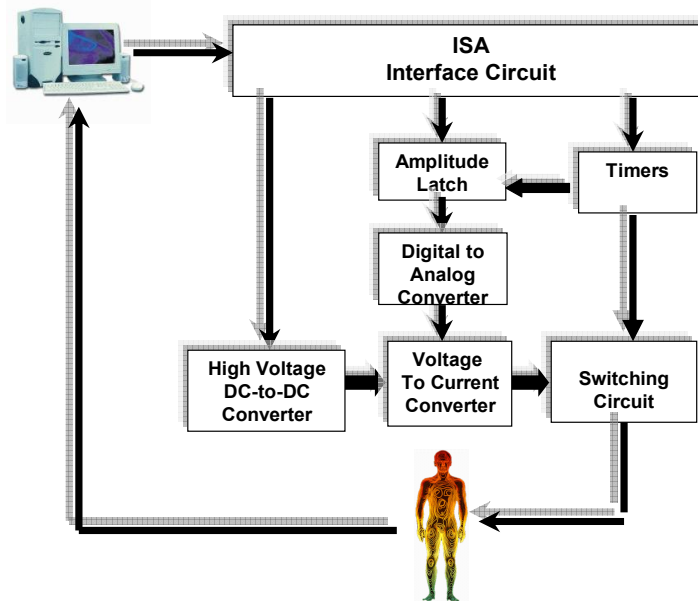 ISA
Interface Circuit
Amplitude
Latch
Timers
Digital to
Analog
Converter
High Voltage
DC-to-DC
Converter
Voltage
To Current
Converter
Switching
Circuit